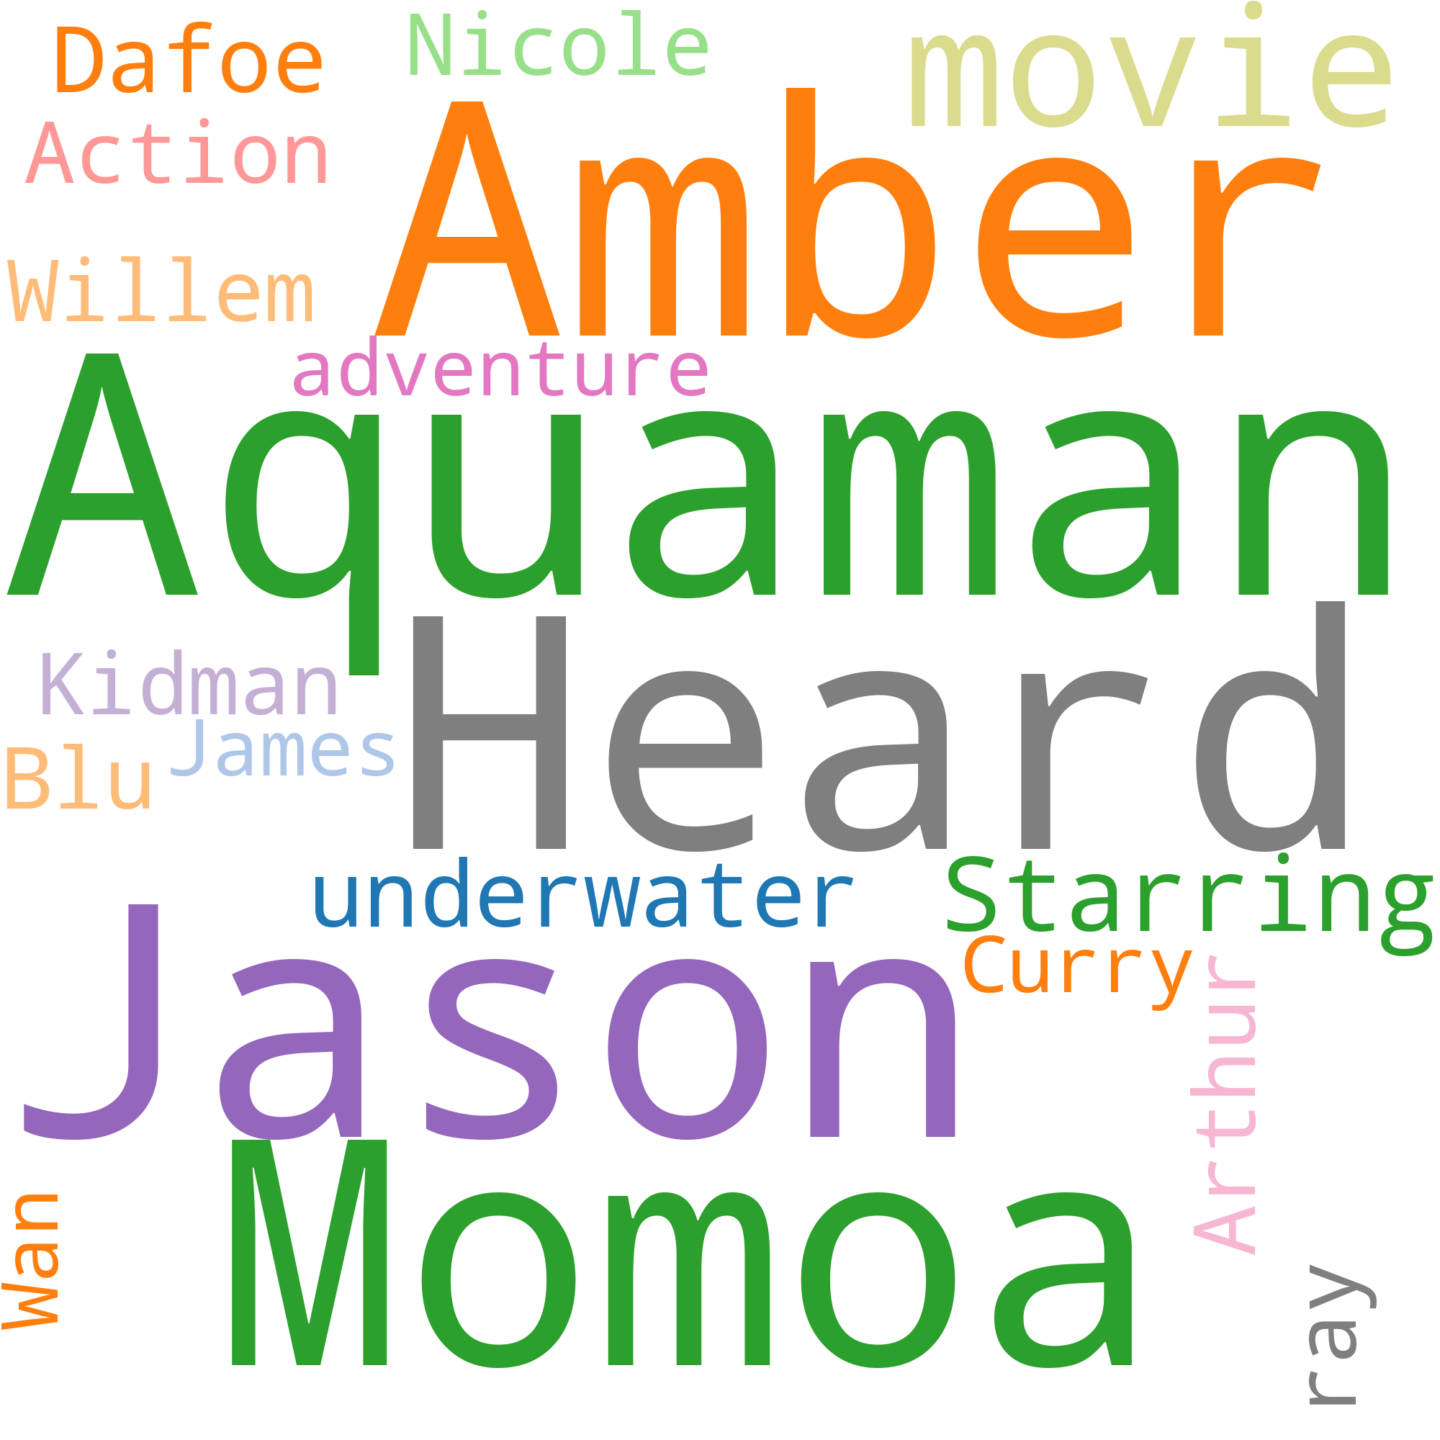 Dafoe
Nicole
movie
Action
Amber
Willem
adventure
Aquaman
Kidman
Heard
James
Blu
underwater
Starring
Jason
Curry
Arthur
Momoa
Wan
ray